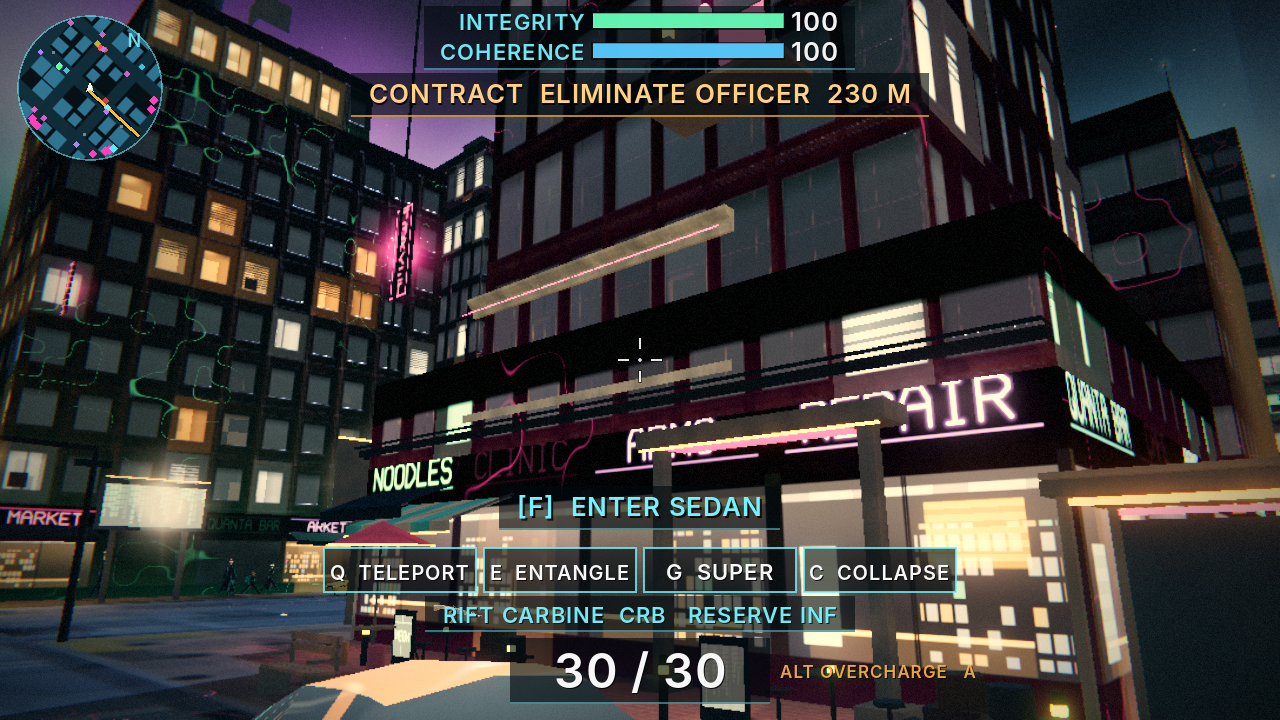 N
INTEGRITY 100
COHERENCE 100
CONTRACT ELIMINATE OFFICER 230 M
REPAIR
ARMS
QUANTA BAR
NOODLES
CLINIC
MARKET
QUANTA BAR
[F] ENTER SEDAN
Q TELEPORT
E ENTANGLE
G SUPER
C COLLAPSE
RIFT CARBINE CRB RESERVE INF
30 / 30
ALT OVERCHARGE A